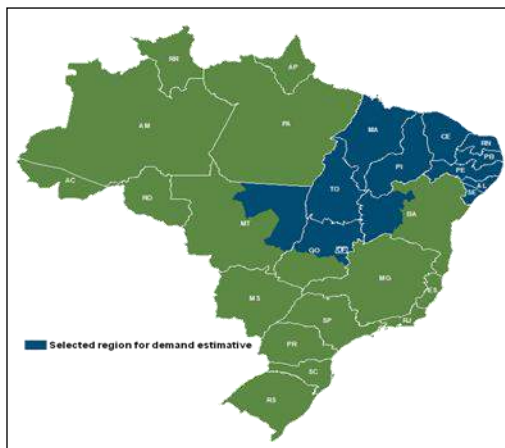 RR
AP
AM
PA
MA
CE
RN
PB
PI
PE
AL
SE
AC
TO
RO
BA
MT
GO
DF
MG
ES
MS
SP
RJ
Selected region for demand estimative
PR
SC
RS